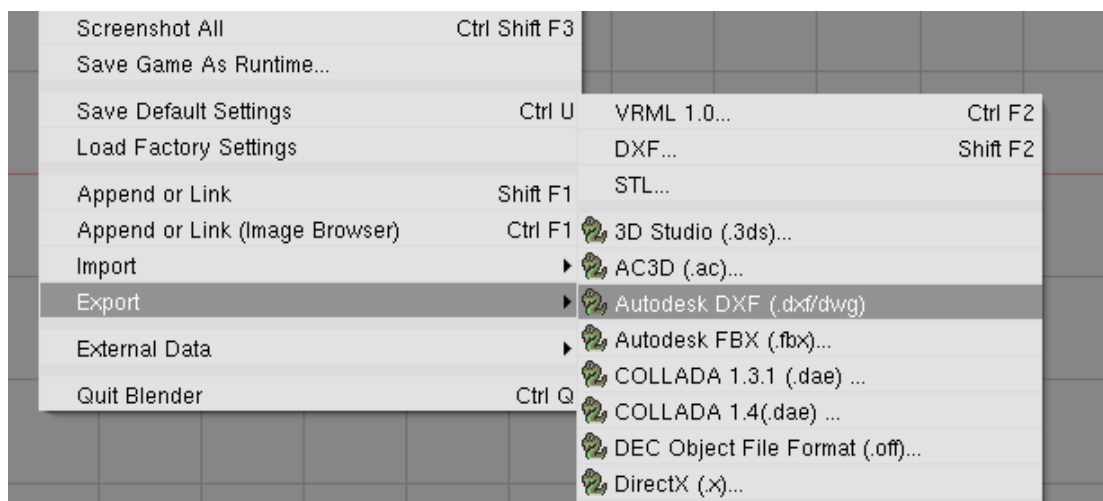 Screenshot All Ctrl Shift F3
Save Game As Runtime...
Save Default Settings Ctrl U
Load Factory Settings
Append or Link Shift F1
Append or Link (Image Browser) Ctrl F1
Import
Export
External Data
Quit Blender Ctrl Q
VRML 1.0... Ctrl F2
DXF... Shift F2
STL...
3D Studio (.3ds)...
AC3D (.ac)...
Autodesk DXF (.dxf/dwg)
Autodesk FBX (.fbx)...
COLLADA 1.3.1 (.dae) ...
COLLADA 1.4(.dae) ...
DEC Object File Format (.off)...
DirectX (.x)...